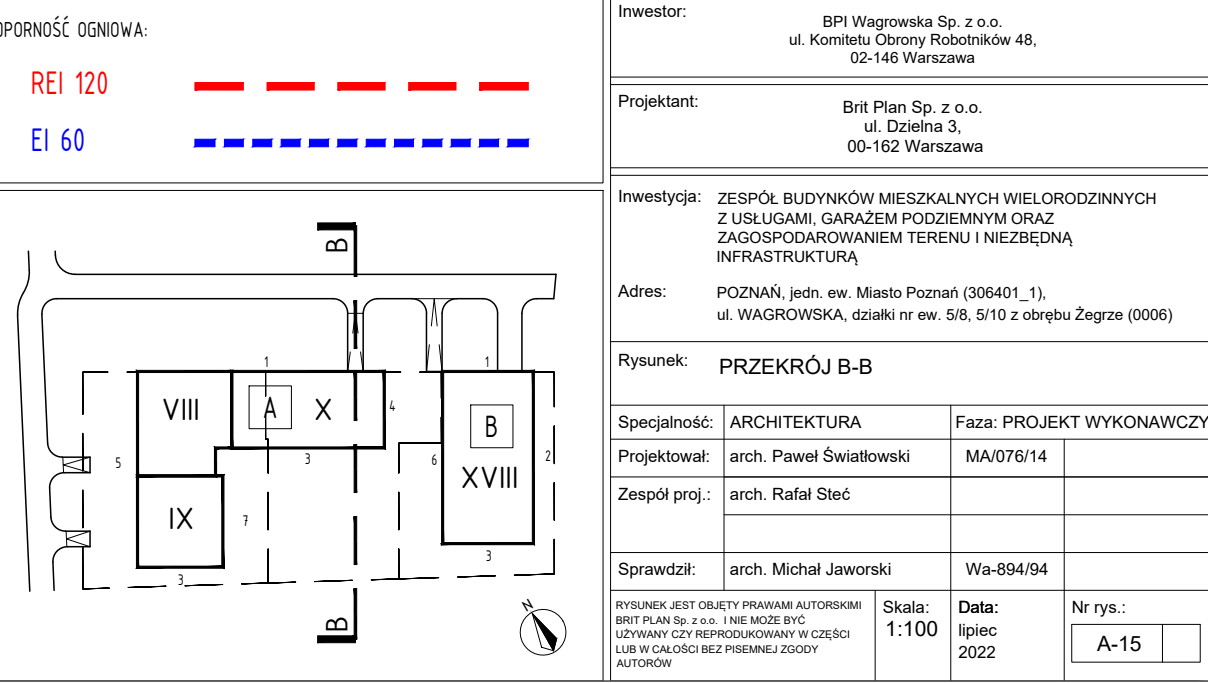 OPORNOŚĆ OGNIOWA:
REI 120
EI 60
B
1
1
VIII
A
X
4
B
5
3
6
2
XVIII
IX
7
3
3
B
N
Inwestor:
BPI Wagrowska Sp. z o.o.
ul. Komitetu Obrony Robotników 48,
02-146 Warszawa
Projektant:
Brit Plan Sp. z o.o.
ul. Dzielna 3,
00-162 Warszawa
Inwestycja: ZESPÓŁ BUDYNKÓW MIESZKALNYCH WIELORODZINNYCH
Z USŁUGAMI, GARAŻEM PODZIEMNYM ORAZ
ZAGOSPODAROWANIEM TERENU I NIEZBĘDNĄ
INFRASTRUKTURĄ
Adres: POZNAŃ, jedn. ew. Miasto Poznań (306401_1),
ul. WAGROWSKA, działki nr ew. 5/8, 5/10 z obrębu Żegrze (0006)
Rysunek: PRZEKRÓJ B-B
Specjalność: ARCHITEKTURA Faza: PROJEKT WYKONAWCZY
Projektował: arch. Paweł Światłowski MA/076/14
Zespół proj.: arch. Rafał Steć
Sprawdził: arch. Michał Jaworski Wa-894/94
RYSUNEK JEST OBJĘTY PRAWAMI AUTORSKIMI
BRIT PLAN Sp. z o.o. I NIE MOŻE BYĆ
UŻYWANY CZY REPRODUKOWANY W CZĘŚCI
LUB W CAŁOŚCI BEZ PISEMNEJ ZGODY
AUTORÓW
Skala:
1:100
Data:
lipiec
2022
Nr rys.:
A-15